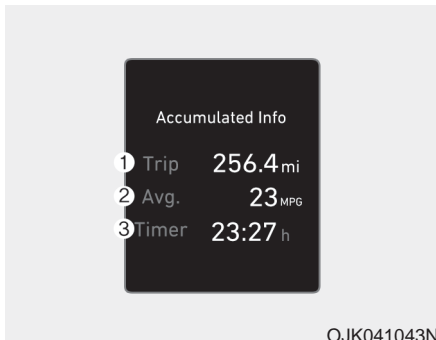 Accumulated Info
1 Trip 256.4 mi
2 Avg. 23 MPG
3 Timer 23:27 h
OJK041043N